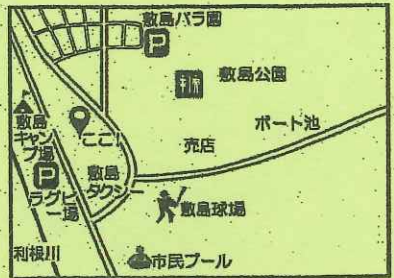 敷島バラ園
P
敷島公園
ボート池
ここ!
敷島
キャン
プ場
売店
P
敷島
タクシー
ラグビ
ー場
敷島球場
利根川
市民プール